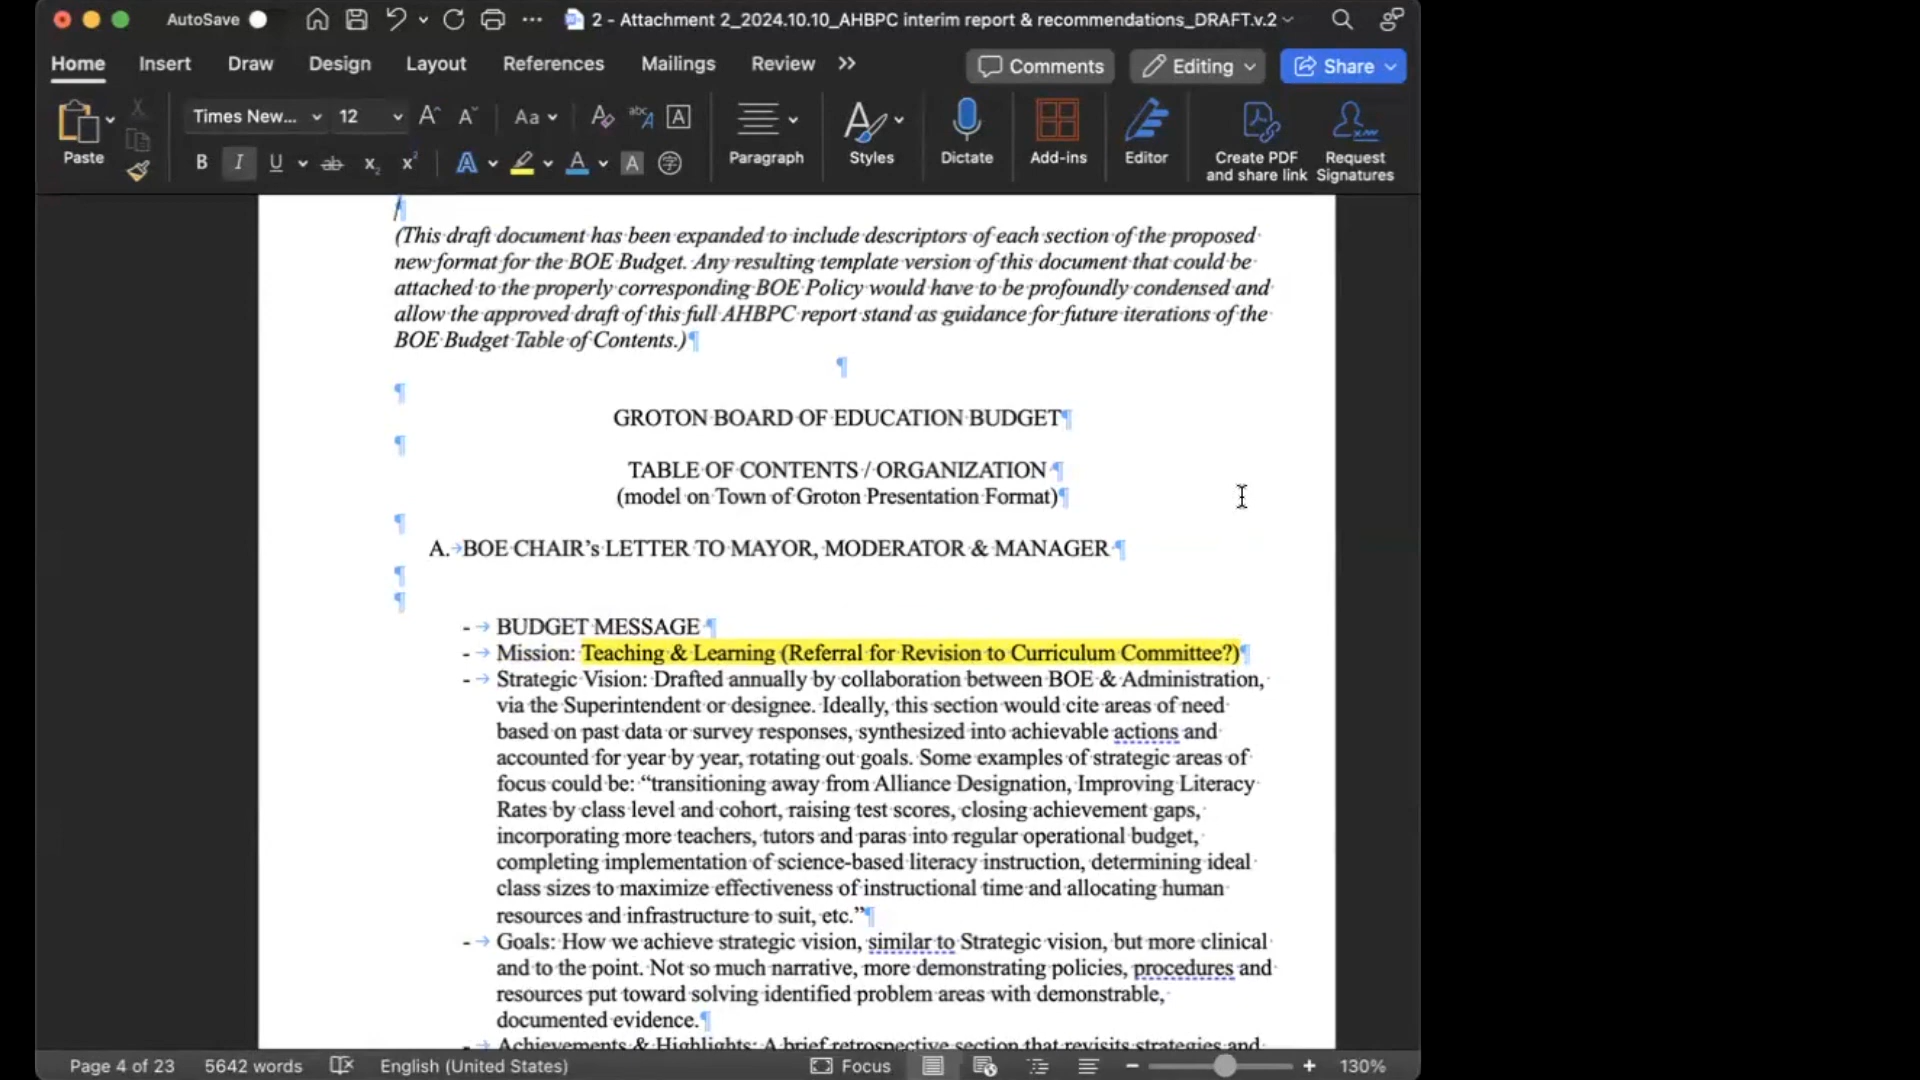 AutoSave
2 - Attachment 2_2024.10.10_AHBPC interim report & recommendations_DRAFT.v.2
Home Insert Draw Design Layout References Mailings Review >> Comments Editing Share
Paste
Times New... 12 Aa
Paragraph
Styles
Dictate
Add-ins
Editor
Create PDF and share link
Request Signatures
(This draft document has been expanded to include descriptors of each section of the proposed
new format for the BOE Budget. Any resulting template version of this document that could be
attached to the properly corresponding BOE Policy would have to be profoundly condensed and
allow the approved draft of this full AHBPC report stand as guidance for future iterations of the
BOE Budget Table of Contents.)
GROTON BOARD OF EDUCATION BUDGET
TABLE OF CONTENTS / ORGANIZATION
(model on Town of Groton Presentation Format)
A. BOE CHAIR's LETTER TO MAYOR, MODERATOR & MANAGER
- BUDGET MESSAGE
- Mission: Teaching & Learning (Referral for Revision to Curriculum Committee?)
- Strategic Vision: Drafted annually by collaboration between BOE & Administration,
via the Superintendent or designee. Ideally, this section would cite areas of need
based on past data or survey responses, synthesized into achievable actions and
accounted for year by year, rotating out goals. Some examples of strategic areas of
focus could be: “transitioning away from Alliance Designation, Improving Literacy
Rates by class level and cohort, raising test scores, closing achievement gaps,
incorporating more teachers, tutors and paras into regular operational budget,
completing implementation of science-based literacy instruction, determining ideal
class sizes to maximize effectiveness of instructional time and allocating human
resources and infrastructure to suit, etc.”
- Goals: How we achieve strategic vision, similar to Strategic vision, but more clinical
and to the point. Not so much narrative, more demonstrating policies, procedures and
resources put toward solving identified problem areas with demonstrable,
documented evidence.
- Achievements & Highlights: A brief retrospective section that revisits strategies and
Page 4 of 23 5642 words English (United States) Focus 130%